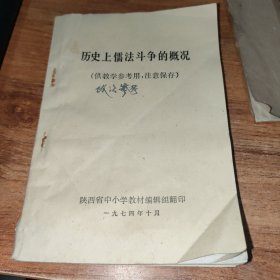 历史上儒法斗争的概况
（供教学参考用，注意保存）
陕西省中小学教材编辑组翻印
一九七四年十月